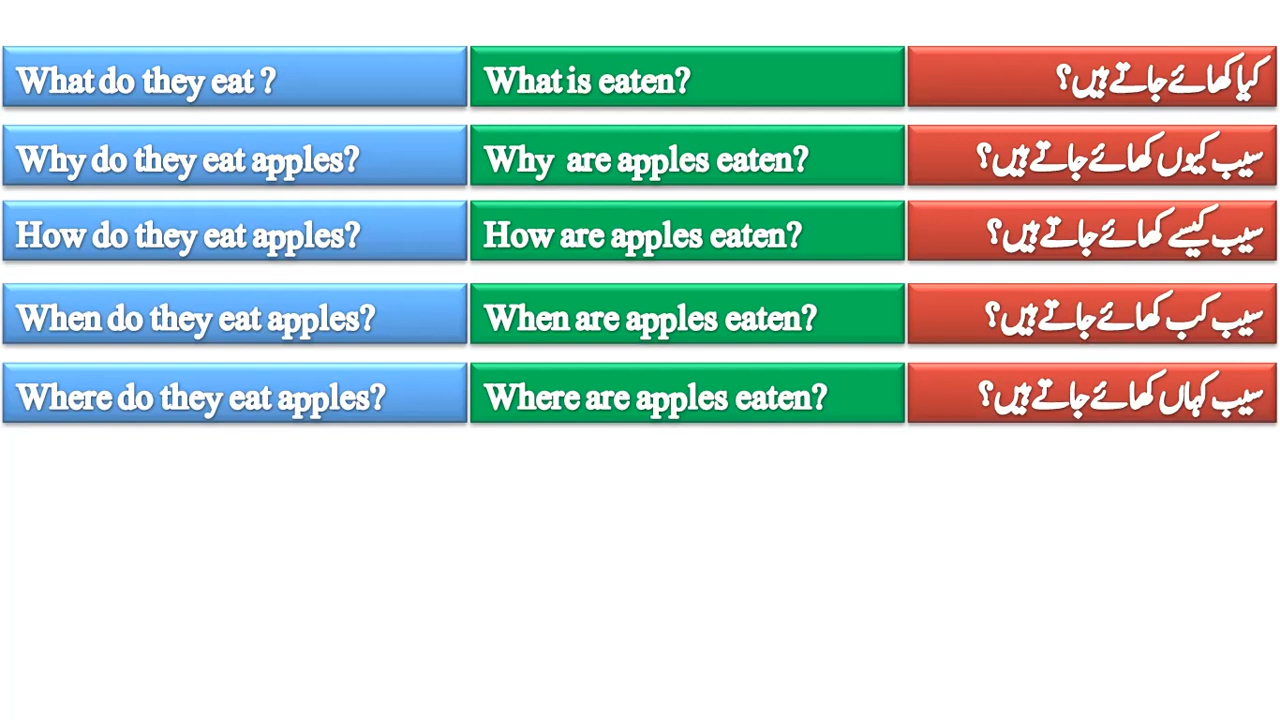 What do they eat ? What is eaten? کیا کھائے جاتے ہیں؟
Why do they eat apples? Why are apples eaten? سیب کیوں کھائے جاتے ہیں؟
How do they eat apples? How are apples eaten? سیب کیسے کھائے جاتے ہیں؟
When do they eat apples? When are apples eaten? سیب کب کھائے جاتے ہیں؟
Where do they eat apples? Where are apples eaten? سیب کہاں کھائے جاتے ہیں؟